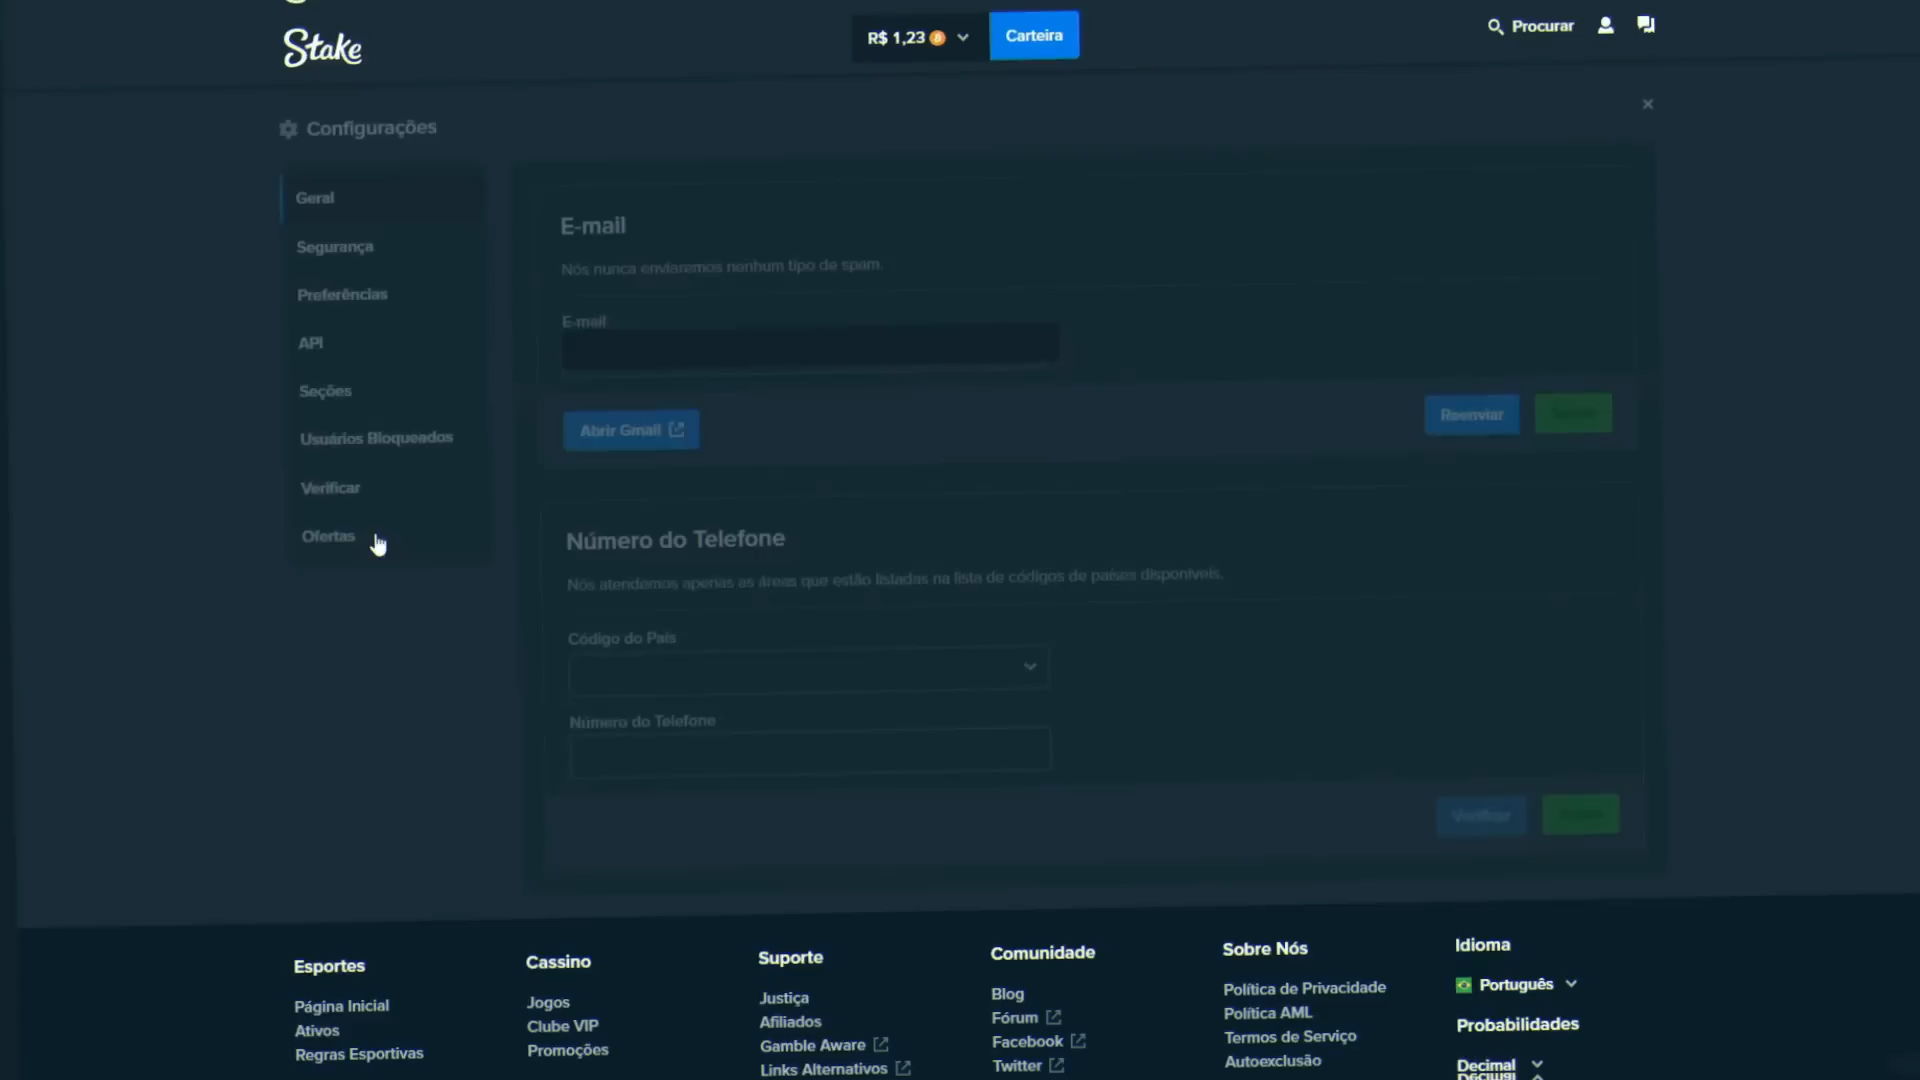 Stake
R$ 1,23
Carteira
Procurar
Configurações
Geral
Segurança
Preferências
API
Seções
Usuários Bloqueados
Verificar
Ofertas
E-mail
Nós nunca enviaremos nenhum tipo de spam.
E-mail
Abrir Gmail
Reenviar
Número do Telefone
Nós atendemos apenas as áreas que estão listadas na lista de códigos de países disponíveis.
Código do País
Número do Telefone
Verificar
Esportes
Página Inicial
Ativos
Regras Esportivas
Cassino
Jogos
Clube VIP
Promoções
Suporte
Justiça
Afiliados
Gamble Aware
Links Alternativos
Comunidade
Blog
Fórum
Facebook
Twitter
Sobre Nós
Política de Privacidade
Política AML
Termos de Serviço
Autoexclusão
Idioma
Português
Probabilidades
Decimal